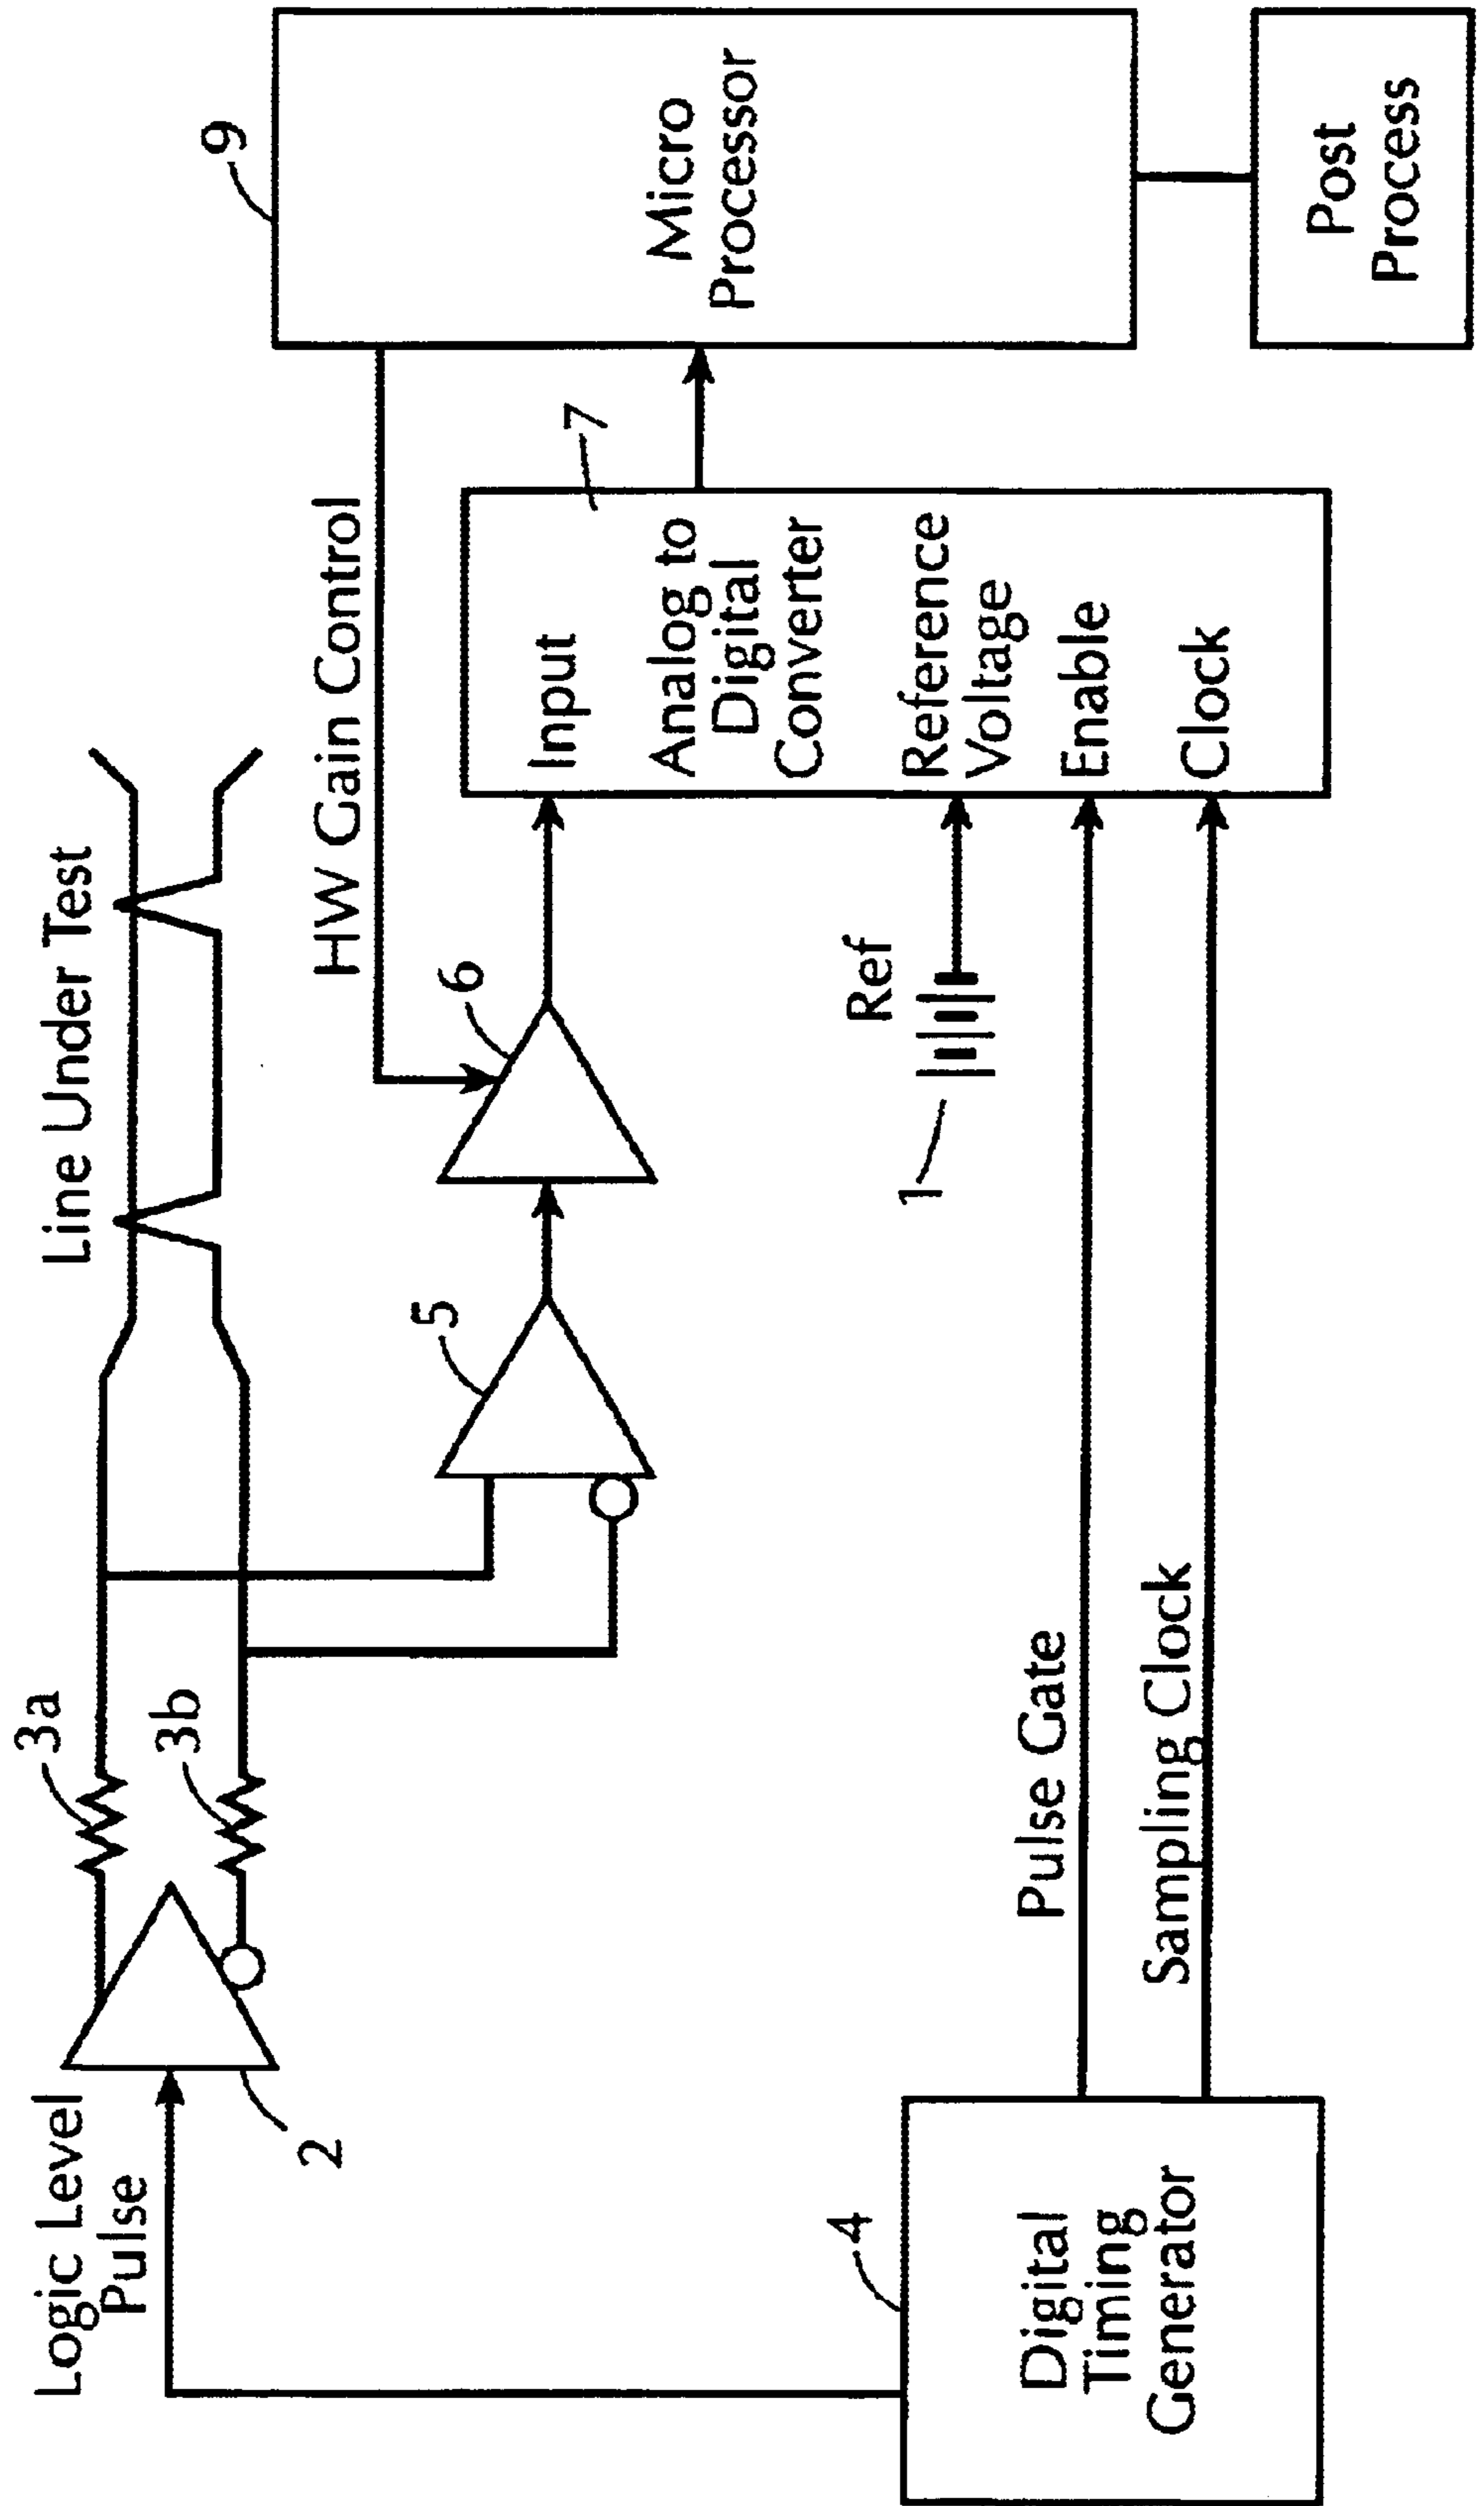 Logic Level
Pulse
2
3a
3b
Line Under Test
5
6
HW Gain Control
9
Micro
Processor
7
Input
Analog to
Digital
Converter
Reference
Voltage
Enable
Clock
Ref
1
Pulse Gate
Sampling Clock
4
Digital
Timing
Generator
Post
Process